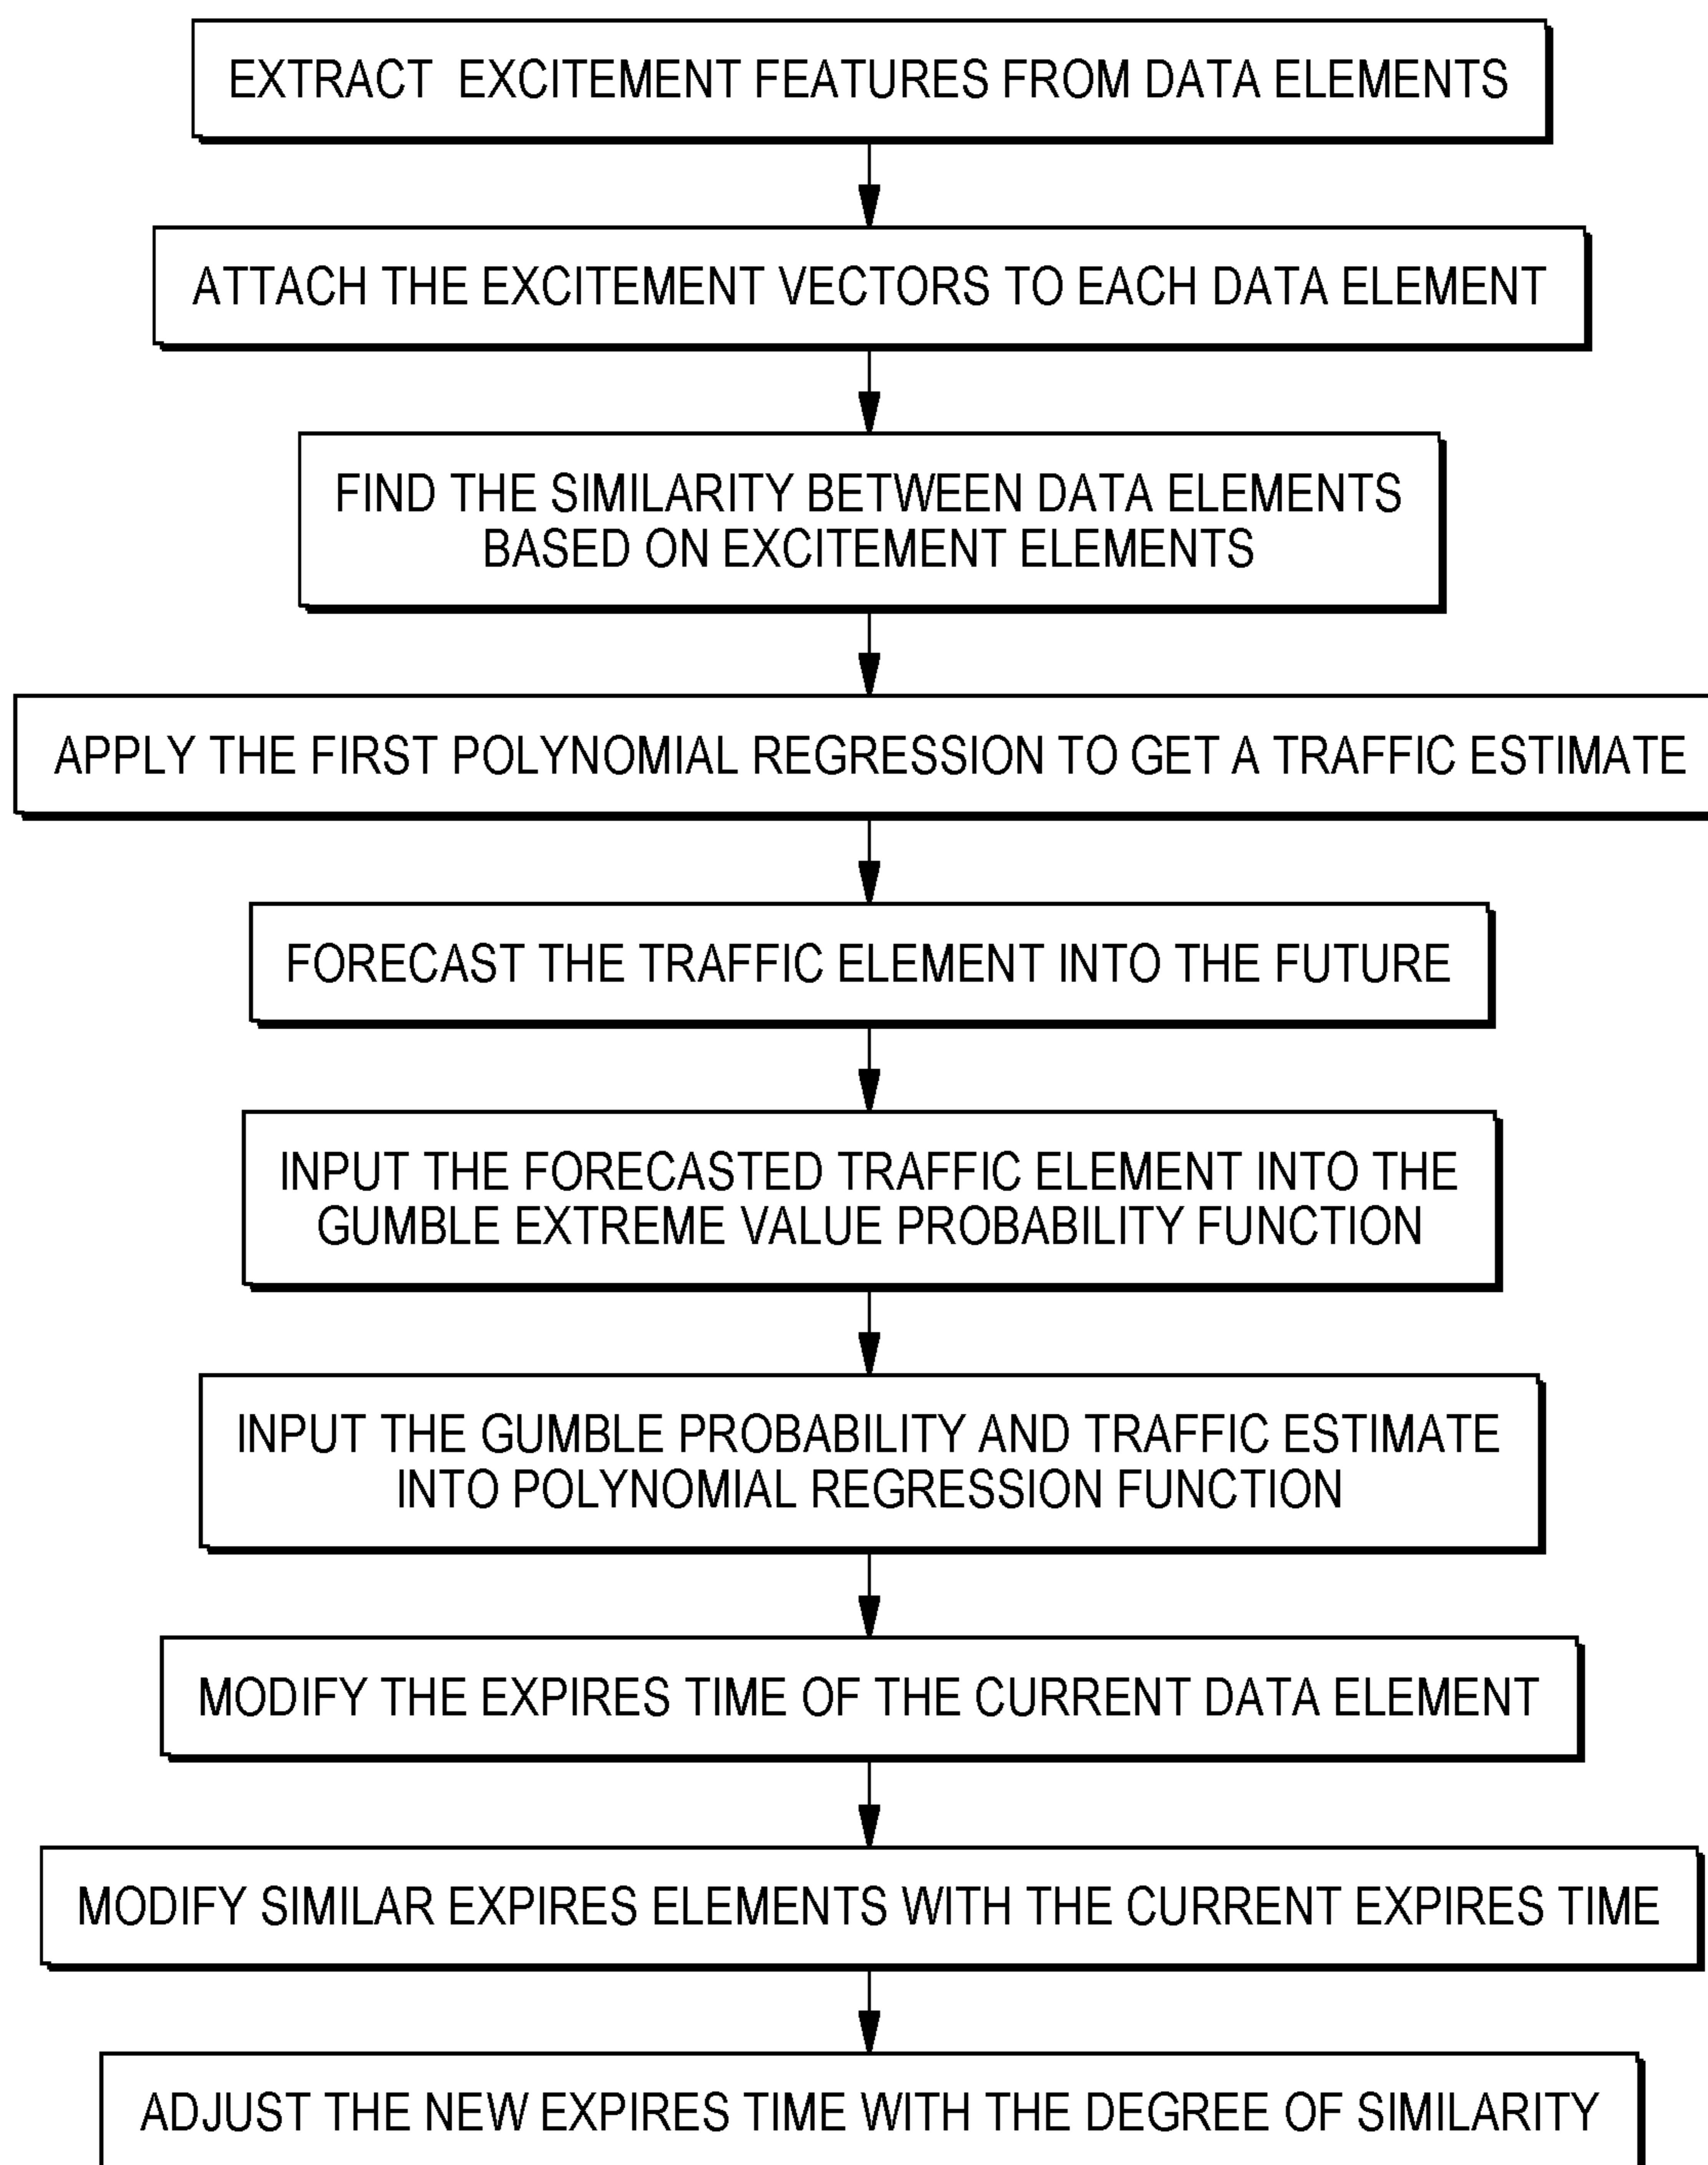 EXTRACT EXCITEMENT FEATURES FROM DATA ELEMENTS
ATTACH THE EXCITEMENT VECTORS TO EACH DATA ELEMENT
FIND THE SIMILARITY BETWEEN DATA ELEMENTS
BASED ON EXCITEMENT ELEMENTS
APPLY THE FIRST POLYNOMIAL REGRESSION TO GET A TRAFFIC ESTIMATE
FORECAST THE TRAFFIC ELEMENT INTO THE FUTURE
INPUT THE FORECASTED TRAFFIC ELEMENT INTO THE
GUMBLE EXTREME VALUE PROBABILITY FUNCTION
INPUT THE GUMBLE PROBABILITY AND TRAFFIC ESTIMATE
INTO POLYNOMIAL REGRESSION FUNCTION
MODIFY THE EXPIRES TIME OF THE CURRENT DATA ELEMENT
MODIFY SIMILAR EXPIRES ELEMENTS WITH THE CURRENT EXPIRES TIME
ADJUST THE NEW EXPIRES TIME WITH THE DEGREE OF SIMILARITY